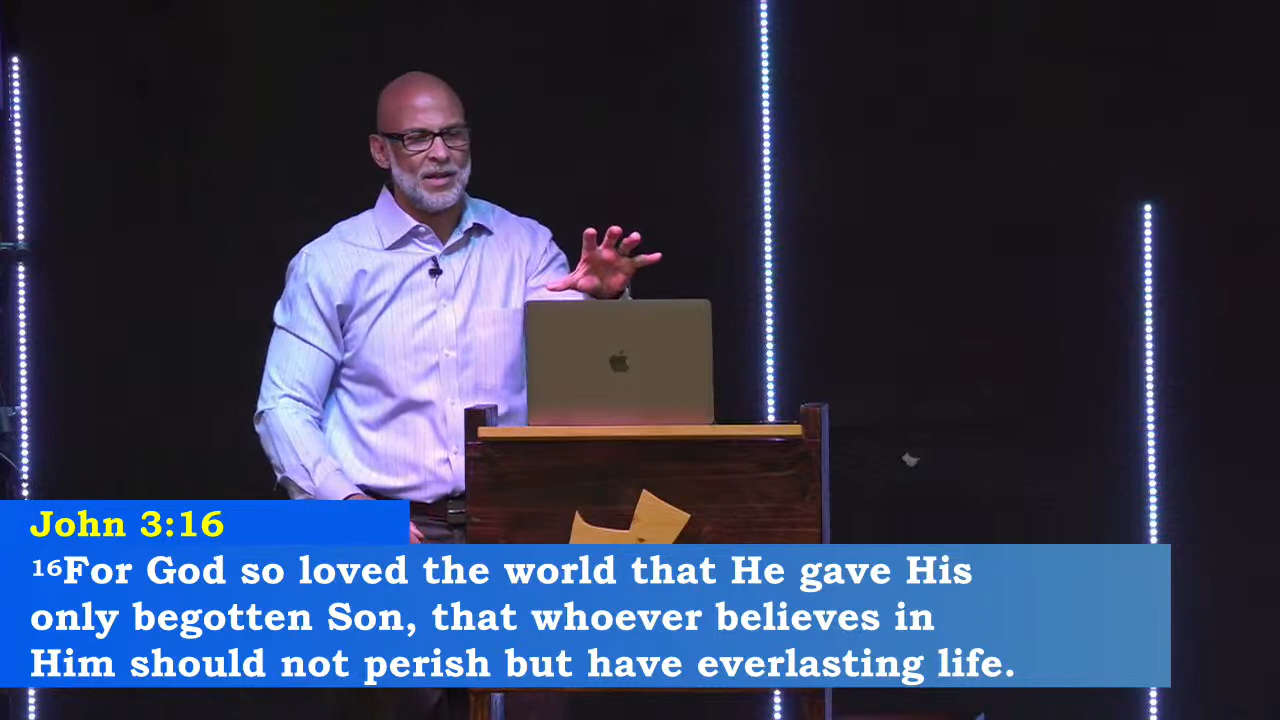 John 3:16
¹⁶For God so loved the world that He gave His
only begotten Son, that whoever believes in
Him should not perish but have everlasting life.